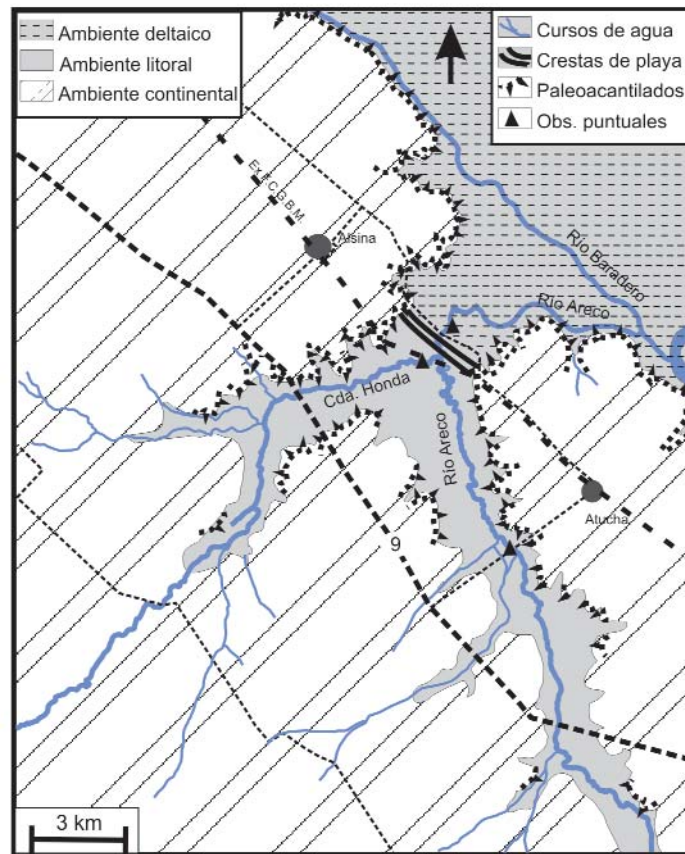 Ambiente deltaico
Ambiente litoral
Ambiente continental
Cursos de agua
Crestas de playa
Paleoacantilados
Obs. puntuales
Ex F.C.G.B.M.
Alsina
Río Baradero
Río Areco
Cda. Honda
Río Areco
Atucha
9
3 km